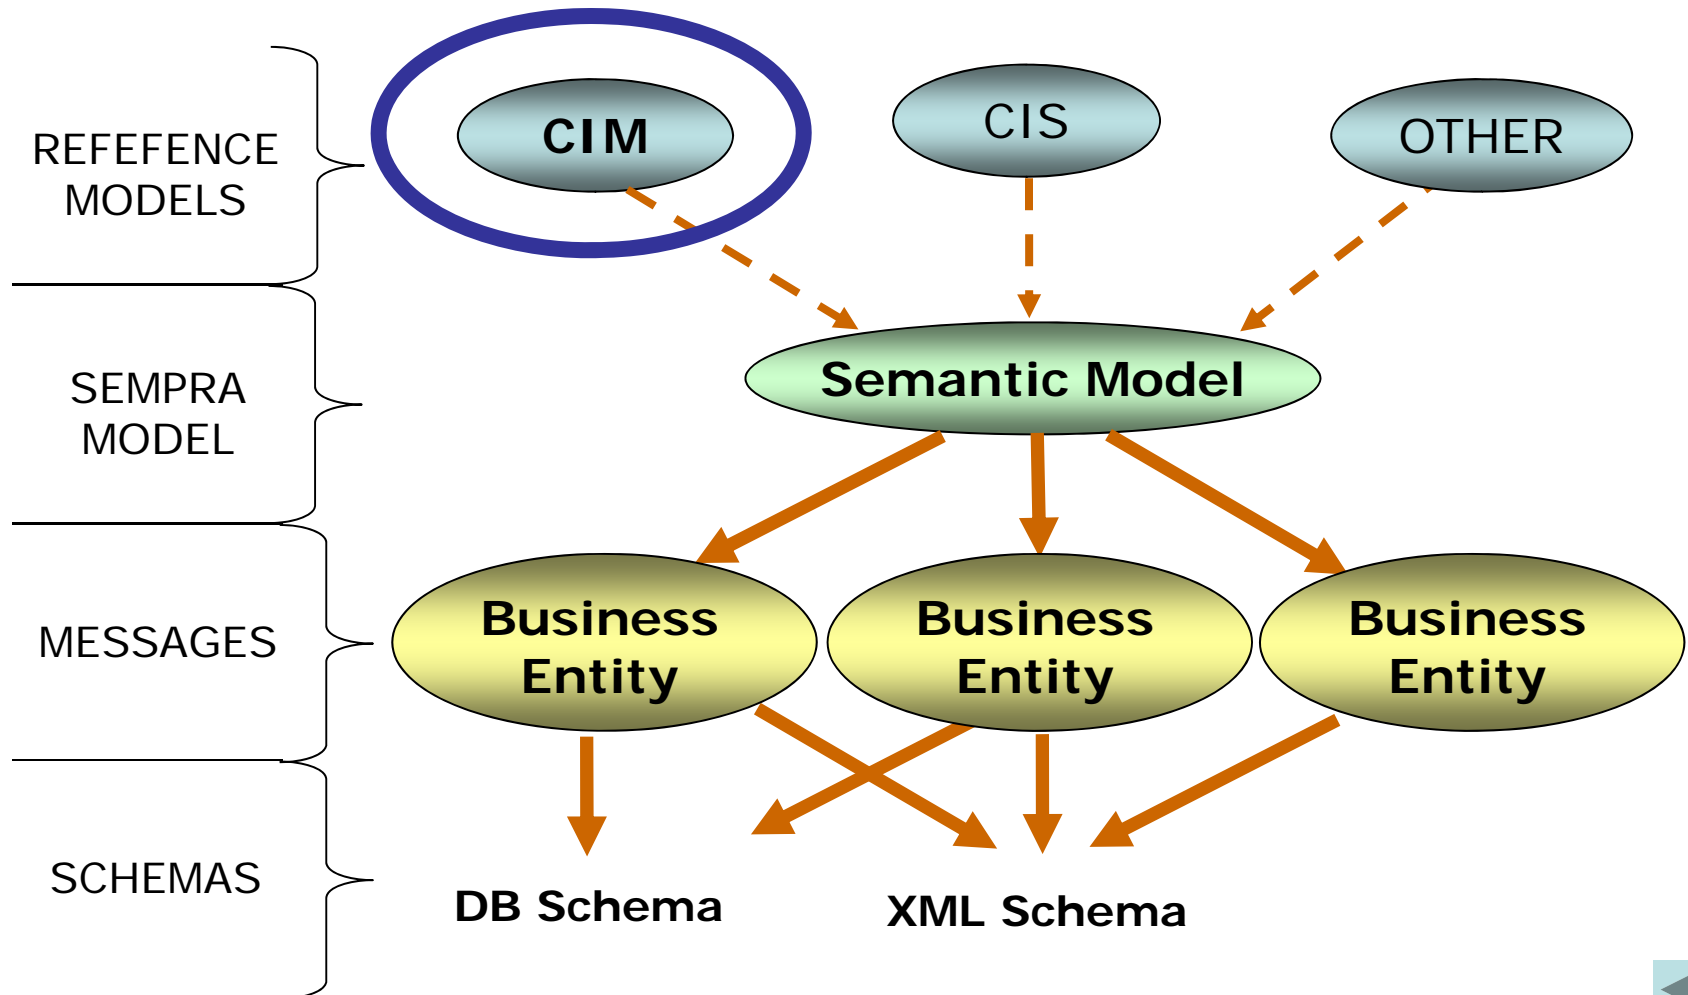 REFEFENCE
MODELS
CIM
CIS
OTHER
SEMPRA
MODEL
Semantic Model
MESSAGES
Business
Entity
Business
Entity
Business
Entity
SCHEMAS
DB Schema
XML Schema